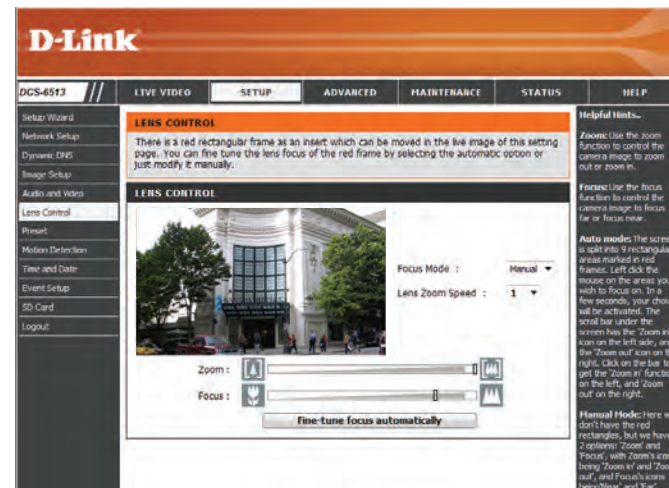 D-Link
DCS-6513
LIVE VIDEO
SETUP
ADVANCED
MAINTENANCE
STATUS
HELP
Setup Wizard
Network Setup
Dynamic DNS
Image Setup
Audio and Video
Lens Control
Preset
Motion Detection
Time and Date
Event Setup
SD Card
Logout
LENS CONTROL
There is a red rectangular frame as an insert which can be moved in the live image of this setting
page. You can fine tune the lens focus of the red frame by selecting the automatic option or
just modify it manually.
LENS CONTROL
Focus Mode :
Manual
Lens Zoom Speed :
1
Zoom :
Focus :
Fine-tune focus automatically
Helpful Hints..
Zoom: Use the zoom
function to control the
camera image to zoom
out or zoom in.
Focus: Use the focus
function to control the
camera image to focus
far or focus near.
Auto mode: The
is split into 9
areas marked in red
frames. Left click the
mouse on the areas you
wish to focus on. In a
few seconds, your
will be activated. The
scroll bar under the
screen has the 'Zoom
icon on the left side,
the 'Zoom out' icon on
right. Click on the bar to
get the 'Zoom in'
on the left, and 'Zoom
out' on the right.
Manual Mode: Here
don't have the red
rectangles, but we have
2 options: 'Zoom' and
'Focus', with Zoom's
being 'Zoom in' and
out', and Focus's icons
being 'Near' and 'Far'